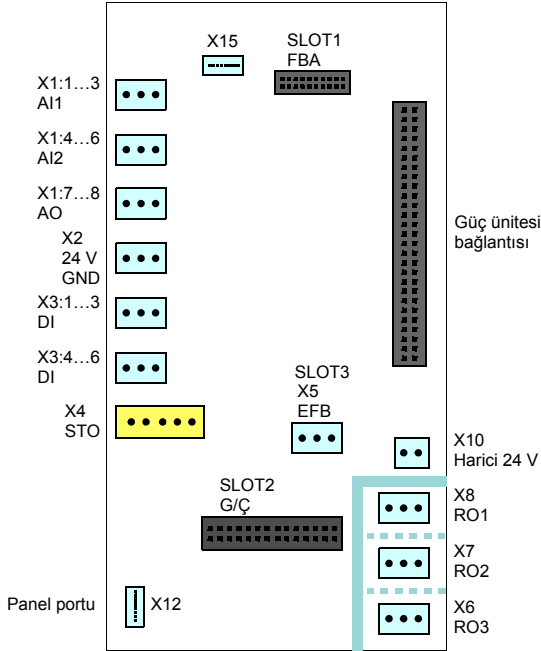 X15
SLOT1
FBA
X1:1…3
AI1
X1:4…6
AI2
X1:7…8
AO
X2
24 V
GND
X3:1…3
DI
X3:4…6
DI
X4
STO
Güç ünitesi
bağlantısı
SLOT3
X5
EFB
X10
Harici 24 V
SLOT2
G/Ç
X8
RO1
X7
RO2
X6
RO3
Panel portu
X12